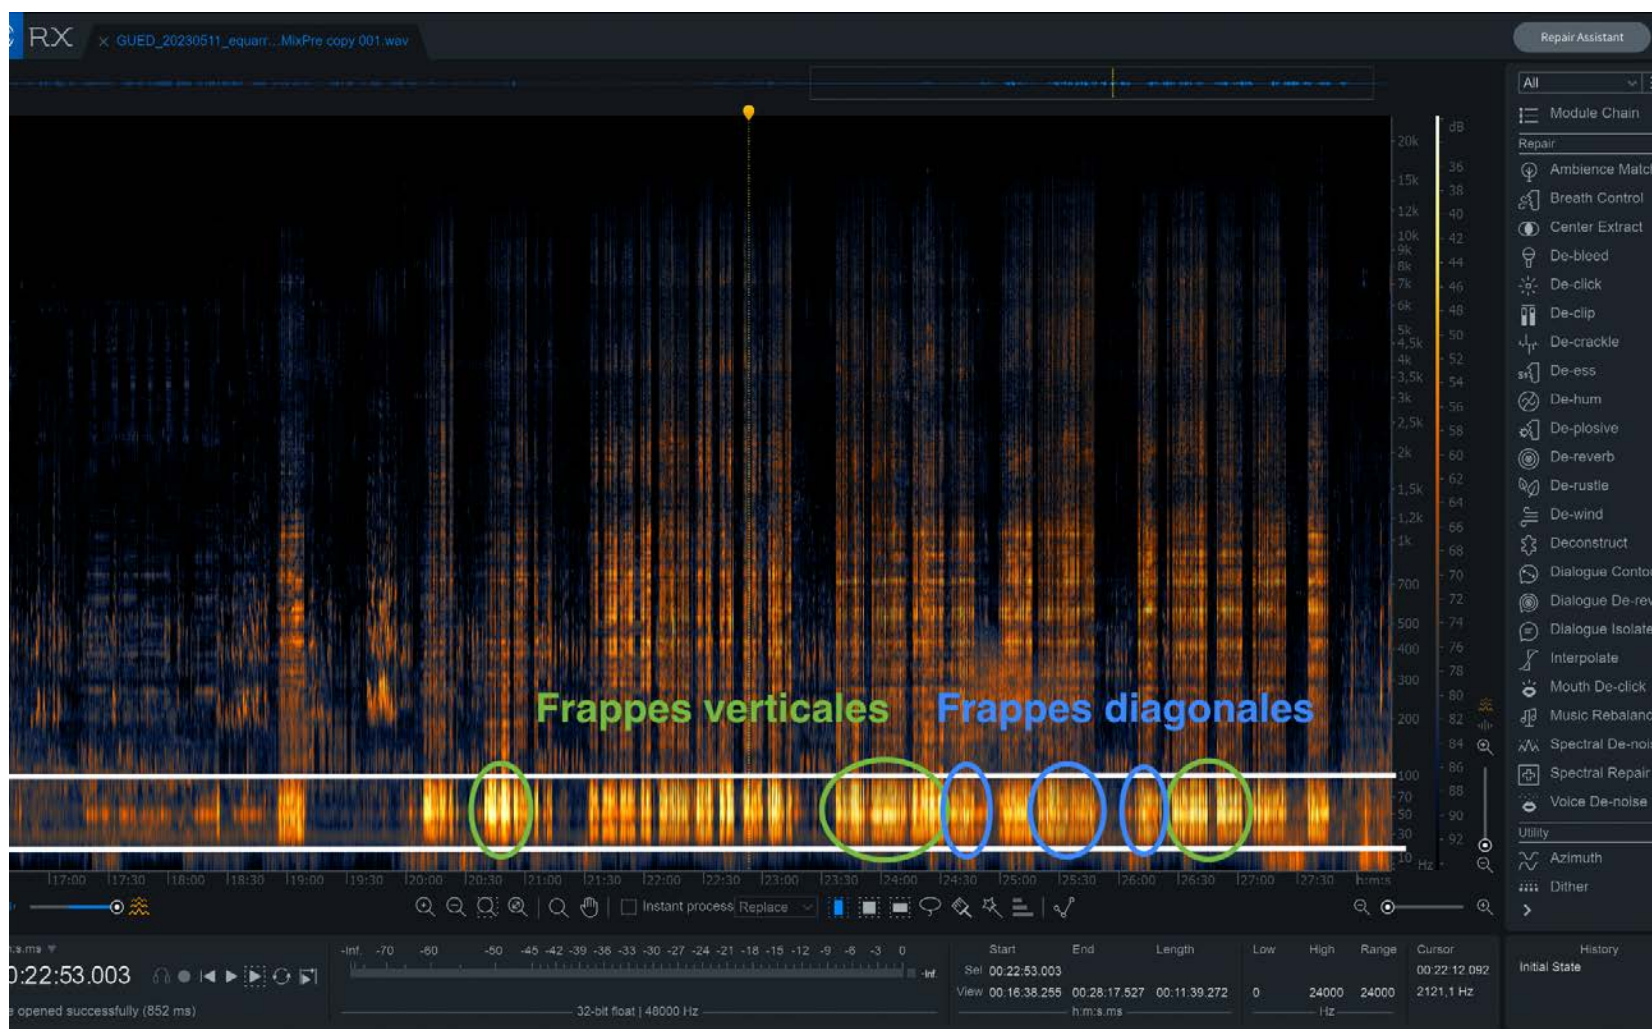 RX
× GUED_20230511_equarr...MixPre copy 001.wav
Repair Assistant
All
Module Chain
Repair
Ambience Match
Breath Control
Center Extract
De-bleed
De-click
De-clip
De-crackle
De-ess
De-hum
De-plosive
De-reverb
De-rustle
De-wind
Deconstruct
Dialogue Contou
Dialogue De-rev
Dialogue Isolate
Interpolate
Mouth De-click
Music Rebalanc
Spectral De-nois
Spectral Repair
Voice De-noise
Utility
Azimuth
Dither
dB
36
38
40
42
44
46
48
50
52
54
56
58
60
62
64
66
68
70
72
74
76
78
80
82
84
86
88
90
92
20k
15k
12k
10k
9k
8k
7k
6k
5k
4,5k
4k
3,5k
3k
2,5k
2k
1,5k
1,2k
1k
700
500
400
300
200
100
70
50
30
10 Hz
Frappes verticales Frappes diagonales
17:00 17:30 18:00 18:30 19:00 19:30 20:00 20:30 21:00 21:30 22:00 22:30 23:00 23:30 24:00 24:30 25:00 25:30 26:00 26:30 27:00 27:30 h:m:s
Instant process Replace
:s.ms
0:22:53.003
opened successfully (852 ms)
-Inf. -70 -60 -50 -45 -42 -39 -36 -33 -30 -27 -24 -21 -18 -15 -12 -9 -6 -3 0
-Inf.
32-bit float | 48000 Hz
Start End Length
Sel 00:22:53.003
View 00:16:38.255 00:28:17.527 00:11:39.272
h:m:s.ms
Low High Range
0 24000 24000
Hz
Cursor
00:22:12.092
2121,1 Hz
History
Initial State